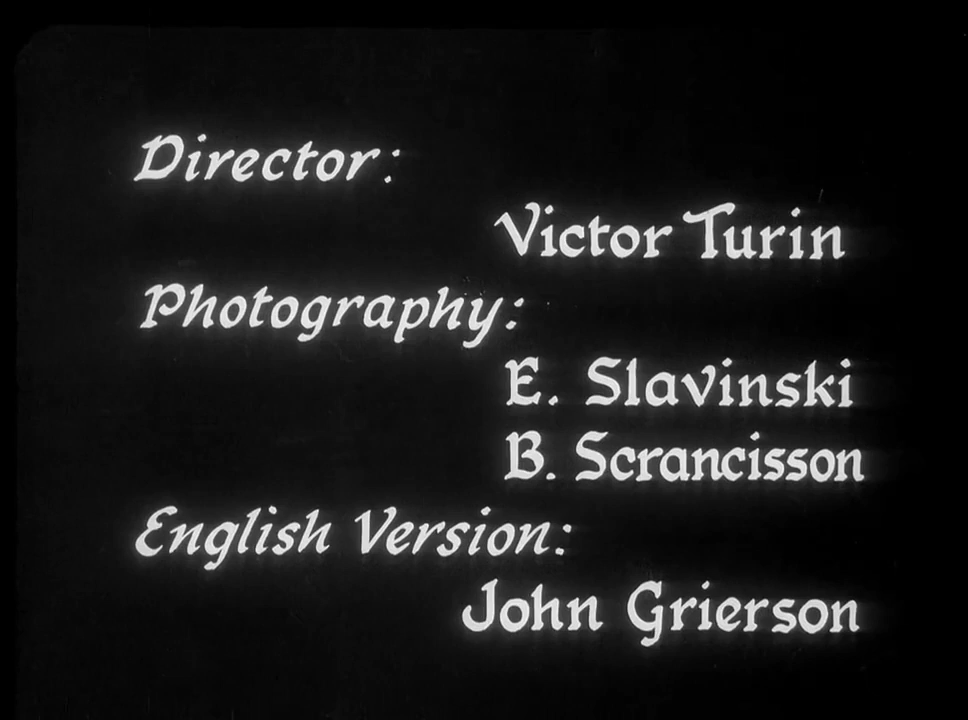 Director:
Victor Turin
Photography:
E. Slavinski
B. Scrancisson
English Version:
John Grierson